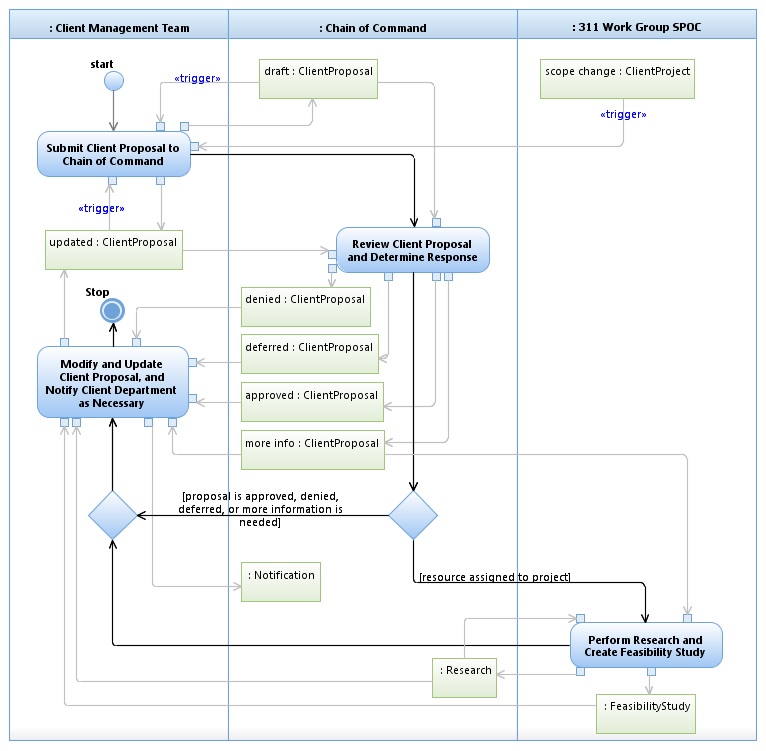 : Client Management Team
: Chain of Command
: 311 Work Group SPOC
start
«trigger»
draft : ClientProposal
scope change : ClientProject
«trigger»
Submit Client Proposal to
Chain of Command
«trigger»
updated : ClientProposal
Review Client Proposal
and Determine Response
Stop
denied : ClientProposal
deferred : ClientProposal
Modify and Update
Client Proposal, and
Notify Client Department
as Necessary
approved : ClientProposal
more info : ClientProposal
[proposal is approved, denied,
deferred, or more information is
needed]
: Notification
[resource assigned to project]
Perform Research and
Create Feasibility Study
: Research
: FeasibilityStudy